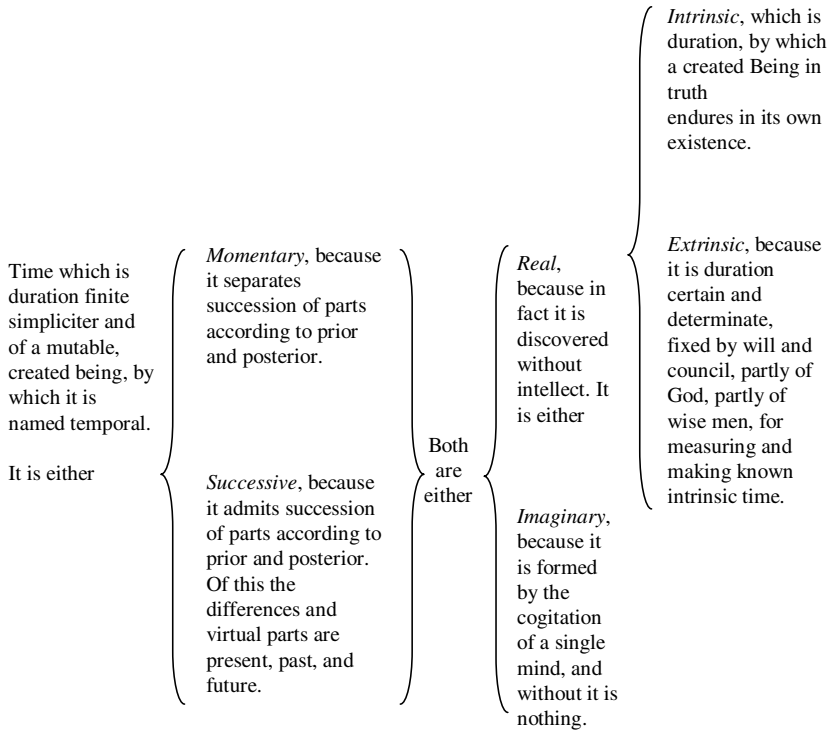 Time which is
duration finite
simpliciter and
of a mutable,
created being, by
which it is
named temporal.
It is either
Momentary, because
it separates
succession of parts
according to prior
and posterior.
Successive, because
it admits succession
of parts according to
prior and posterior.
Of this the
differences and
virtual parts are
present, past, and
future.
Both
are
either
Real,
because in
fact it is
discovered
without
intellect. It
is either
Imaginary,
because it
is formed
by the
cogitation
of a single
mind, and
without it is
nothing.
Intrinsic, which is
duration, by which
a created Being in
truth
endures in its own
existence.
Extrinsic, because
it is duration
certain and
determinate,
fixed by will and
council, partly of
God, partly of
wise men, for
measuring and
making known
intrinsic time.